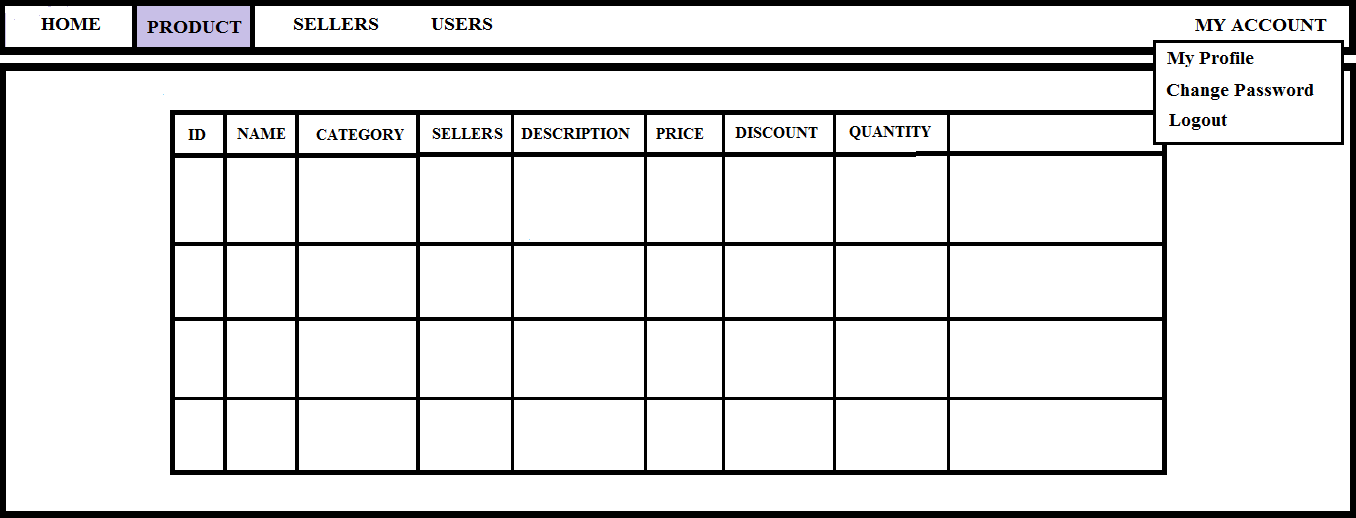 HOME PRODUCT SELLERS USERS MY ACCOUNT
My Profile
Change Password
Logout
ID NAME CATEGORY SELLERS DESCRIPTION PRICE DISCOUNT QUANTITY